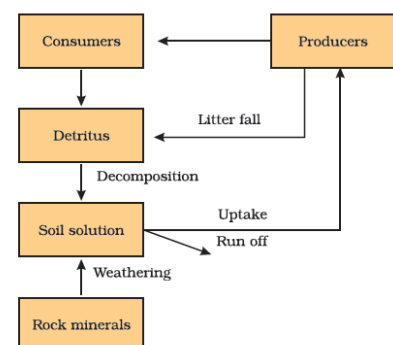 Consumers
Producers
Litter fall
Detritus
Decomposition
Uptake
Soil solution
Run off
Weathering
Rock minerals